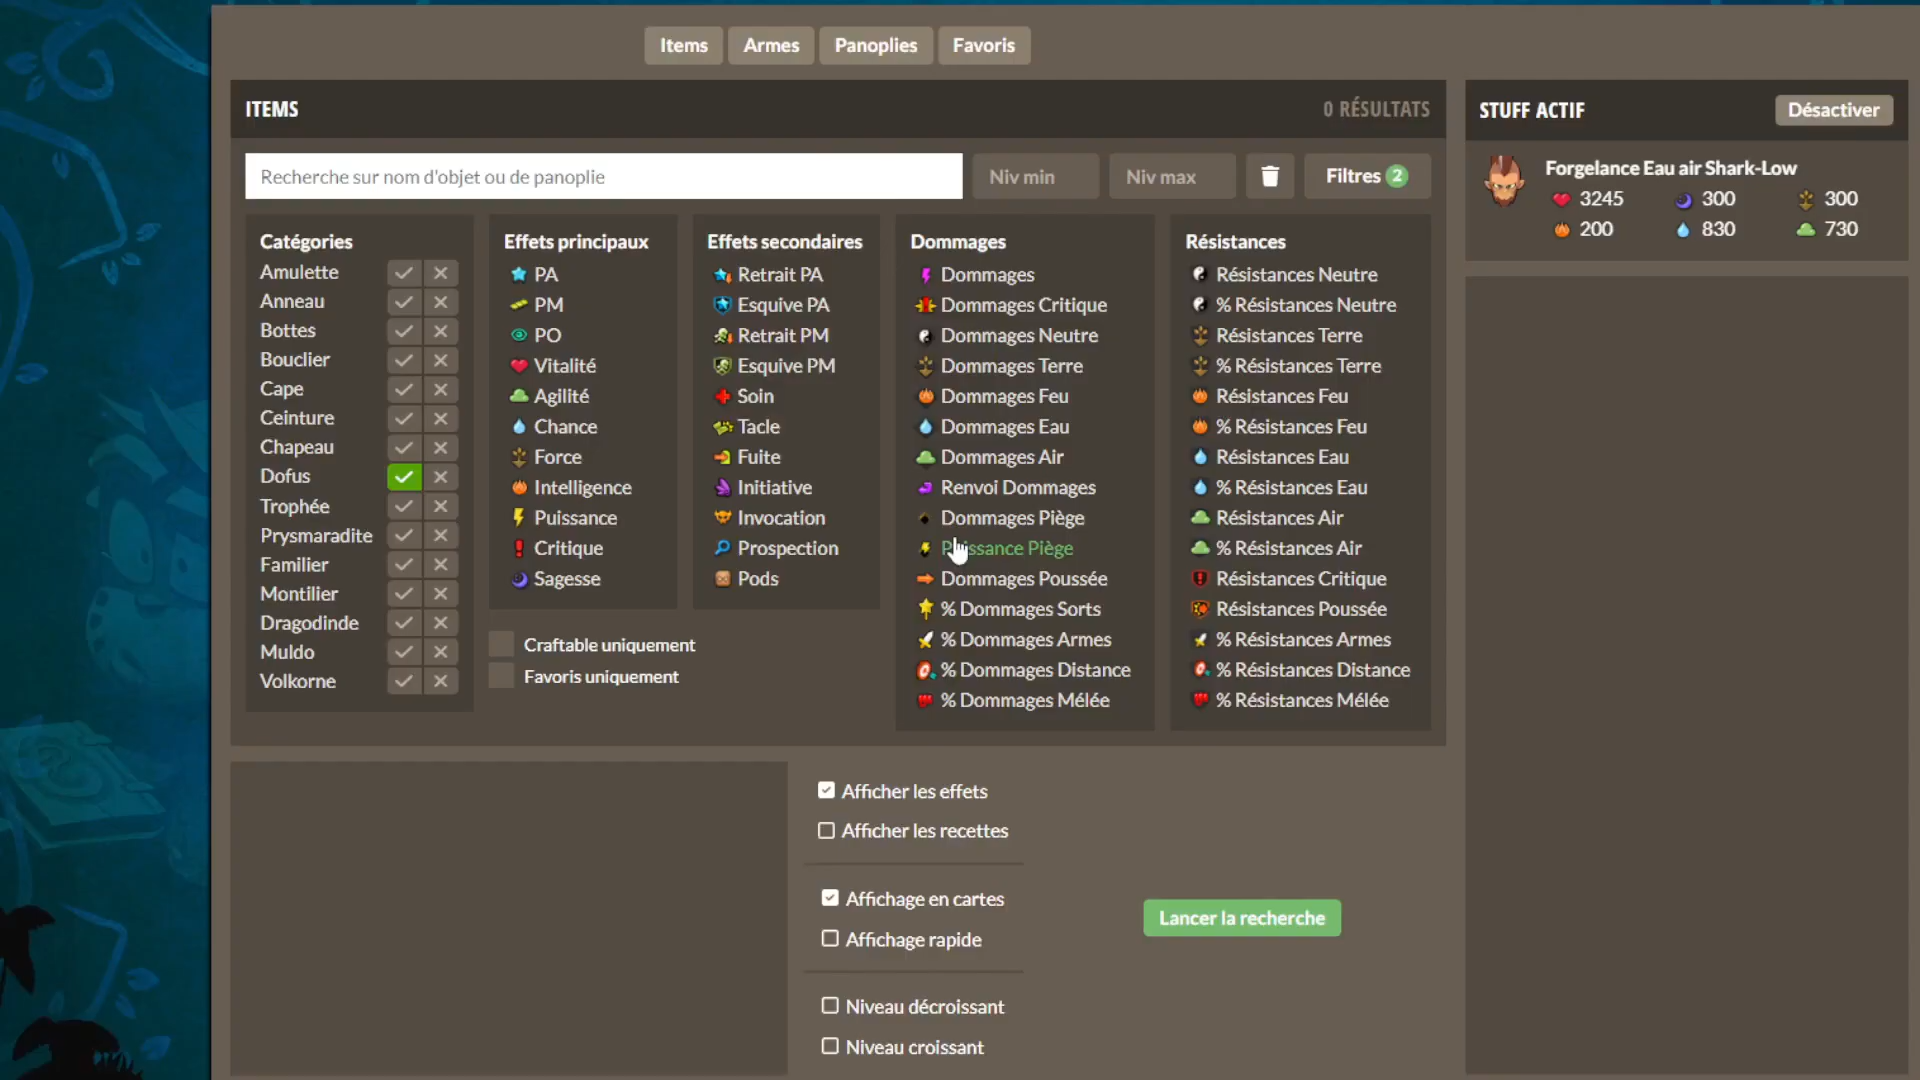 Items
Armes
Panoplies
Favoris
ITEMS
0 RÉSULTATS
Recherche sur nom d'objet ou de panoplie
Niv min
Niv max
Filtres 2
Catégories
Amulette
Anneau
Bottes
Bouclier
Cape
Ceinture
Chapeau
Dofus
Trophée
Prysmaradite
Familier
Montilier
Dragodinde
Muldo
Volkorne
Effets principaux
PA
PM
PO
Vitalité
Agilité
Chance
Force
Intelligence
Puissance
Critique
Sagesse
Craftable uniquement
Favoris uniquement
Effets secondaires
Retrait PA
Esquive PA
Retrait PM
Esquive PM
Soin
Tacle
Fuite
Initiative
Invocation
Prospection
Pods
Dommages
Dommages
Dommages Critique
Dommages Neutre
Dommages Terre
Dommages Feu
Dommages Eau
Dommages Air
Renvoi Dommages
Dommages Piège
Puissance Piège
Dommages Poussée
% Dommages Sorts
% Dommages Armes
% Dommages Distance
% Dommages Mélée
Résistances
Résistances Neutre
% Résistances Neutre
Résistances Terre
% Résistances Terre
Résistances Feu
% Résistances Feu
Résistances Eau
% Résistances Eau
Résistances Air
% Résistances Air
Résistances Critique
Résistances Poussée
% Résistances Armes
% Résistances Distance
% Résistances Mélée
Afficher les effets
Afficher les recettes
Affichage en cartes
Affichage rapide
Niveau décroissant
Niveau croissant
Lancer la recherche
STUFF ACTIF
Désactiver
Forgelance Eau air Shark-Low
3245 300 300
200 830 730